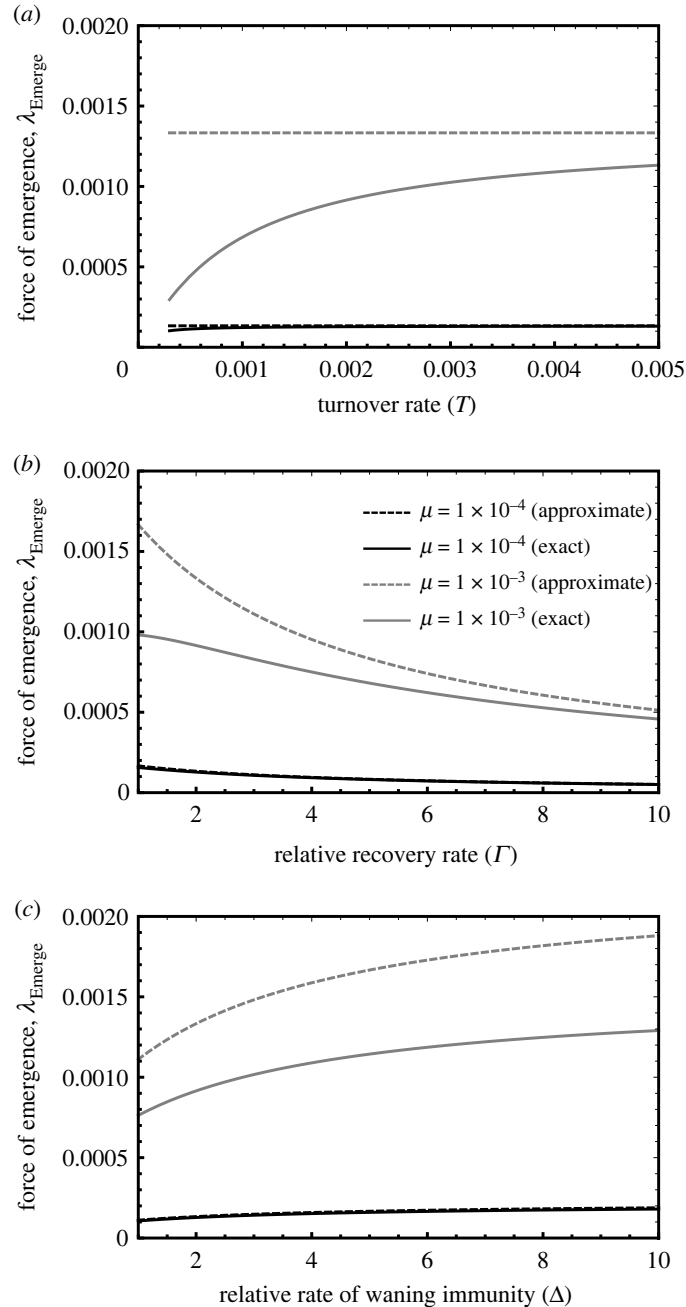 (a)
0.0020
0.0015
0.0010
0.0005
0
0.001
0.002
0.003
0.004
0.005
force of emergence, λEmerge
turnover rate (T)
(b)
0.0020
0.0015
0.0010
0.0005
0
2
4
6
8
10
force of emergence, λEmerge
μ = 1 × 10⁻⁴ (approximate)
μ = 1 × 10⁻⁴ (exact)
μ = 1 × 10⁻³ (approximate)
μ = 1 × 10⁻³ (exact)
relative recovery rate (Γ)
(c)
0.0020
0.0015
0.0010
0.0005
0
2
4
6
8
10
force of emergence, λEmerge
relative rate of waning immunity (Δ)